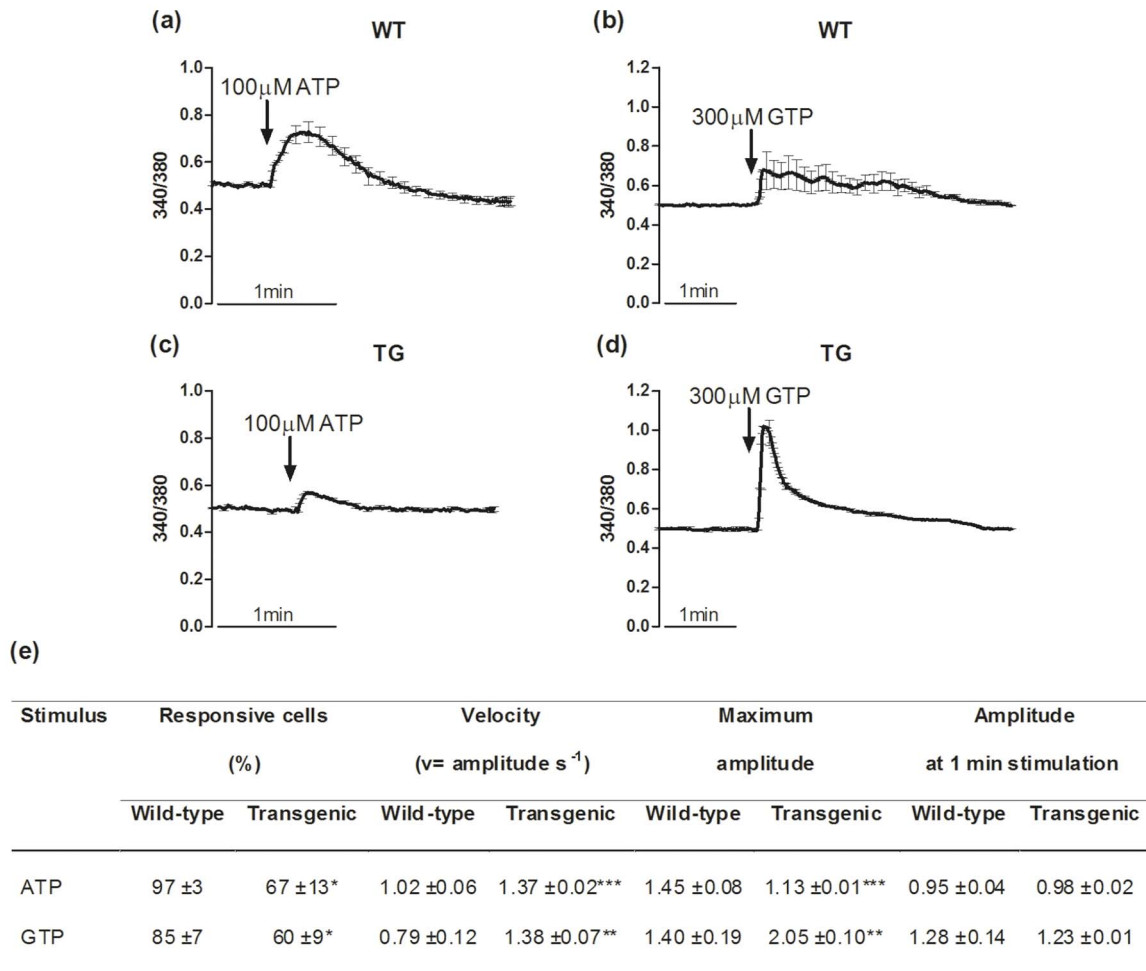 (a)
WT
1.0
0.8
0.6
0.4
0.2
0.0
340/380
100μM ATP
1min
(b)
WT
1.2
1.0
0.8
0.6
0.4
0.2
0.0
340/380
300μM GTP
1min
(c)
TG
1.0
0.8
0.6
0.4
0.2
0.0
340/380
100μM ATP
1min
(d)
TG
1.2
1.0
0.8
0.6
0.4
0.2
0.0
340/380
300μM GTP
1min
(e)
Stimulus Responsive cells Velocity Maximum Amplitude
(%) (v= amplitude s -1) amplitude at 1 min stimulation
Wild-type Transgenic Wild-type Transgenic Wild-type Transgenic Wild-type Transgenic
ATP 97 ±3 67 ±13* 1.02 ±0.06 1.37 ±0.02*** 1.45 ±0.08 1.13 ±0.01*** 0.95 ±0.04 0.98 ±0.02
GTP 85 ±7 60 ±9* 0.79 ±0.12 1.38 ±0.07** 1.40 ±0.19 2.05 ±0.10** 1.28 ±0.14 1.23 ±0.01